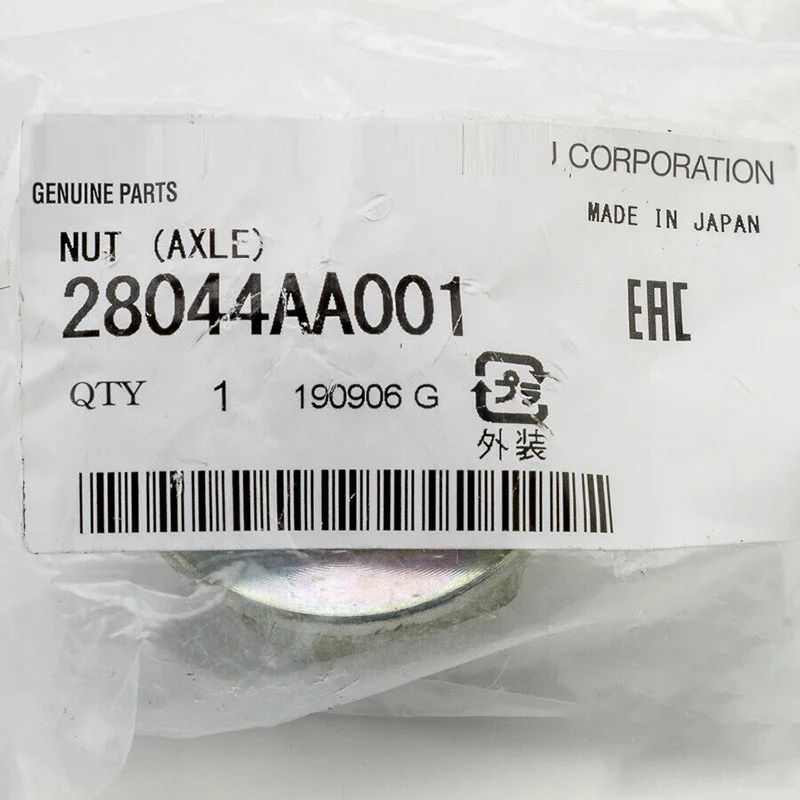 CORPORATION
GENUINE PARTS
MADE IN JAPAN
NUT (AXLE)
28044AA001
EAC
QTY 1 190906 G
プラ
外装